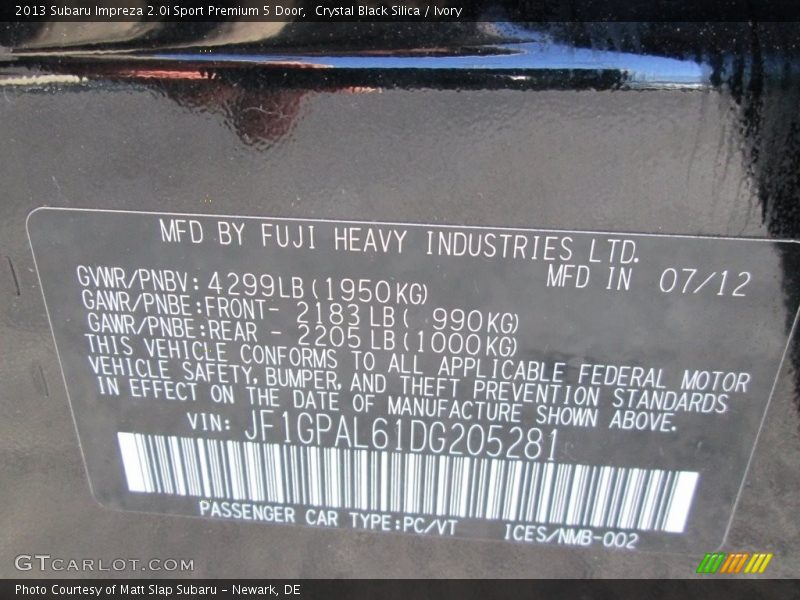 2013 Subaru Impreza 2.0i Sport Premium 5 Door, Crystal Black Silica / Ivory
MFD BY FUJI HEAVY INDUSTRIES LTD.
MFD IN 07/12
GVWR/PNBV: 4299LB(1950KG)
GAWR/PNBE:FRONT- 2183LB( 990KG)
GAWR/PNBE:REAR - 2205LB(1000KG)
THIS VEHICLE CONFORMS TO ALL APPLICABLE FEDERAL MOTOR
VEHICLE SAFETY, BUMPER, AND THEFT PREVENTION STANDARDS
IN EFFECT ON THE DATE OF MANUFACTURE SHOWN ABOVE.
VIN: JF1GPAL61DG205281
PASSENGER CAR TYPE:PC/VT ICES/NMB-002
GTCARLOT.COM
Photo Courtesy of Matt Slap Subaru - Newark, DE